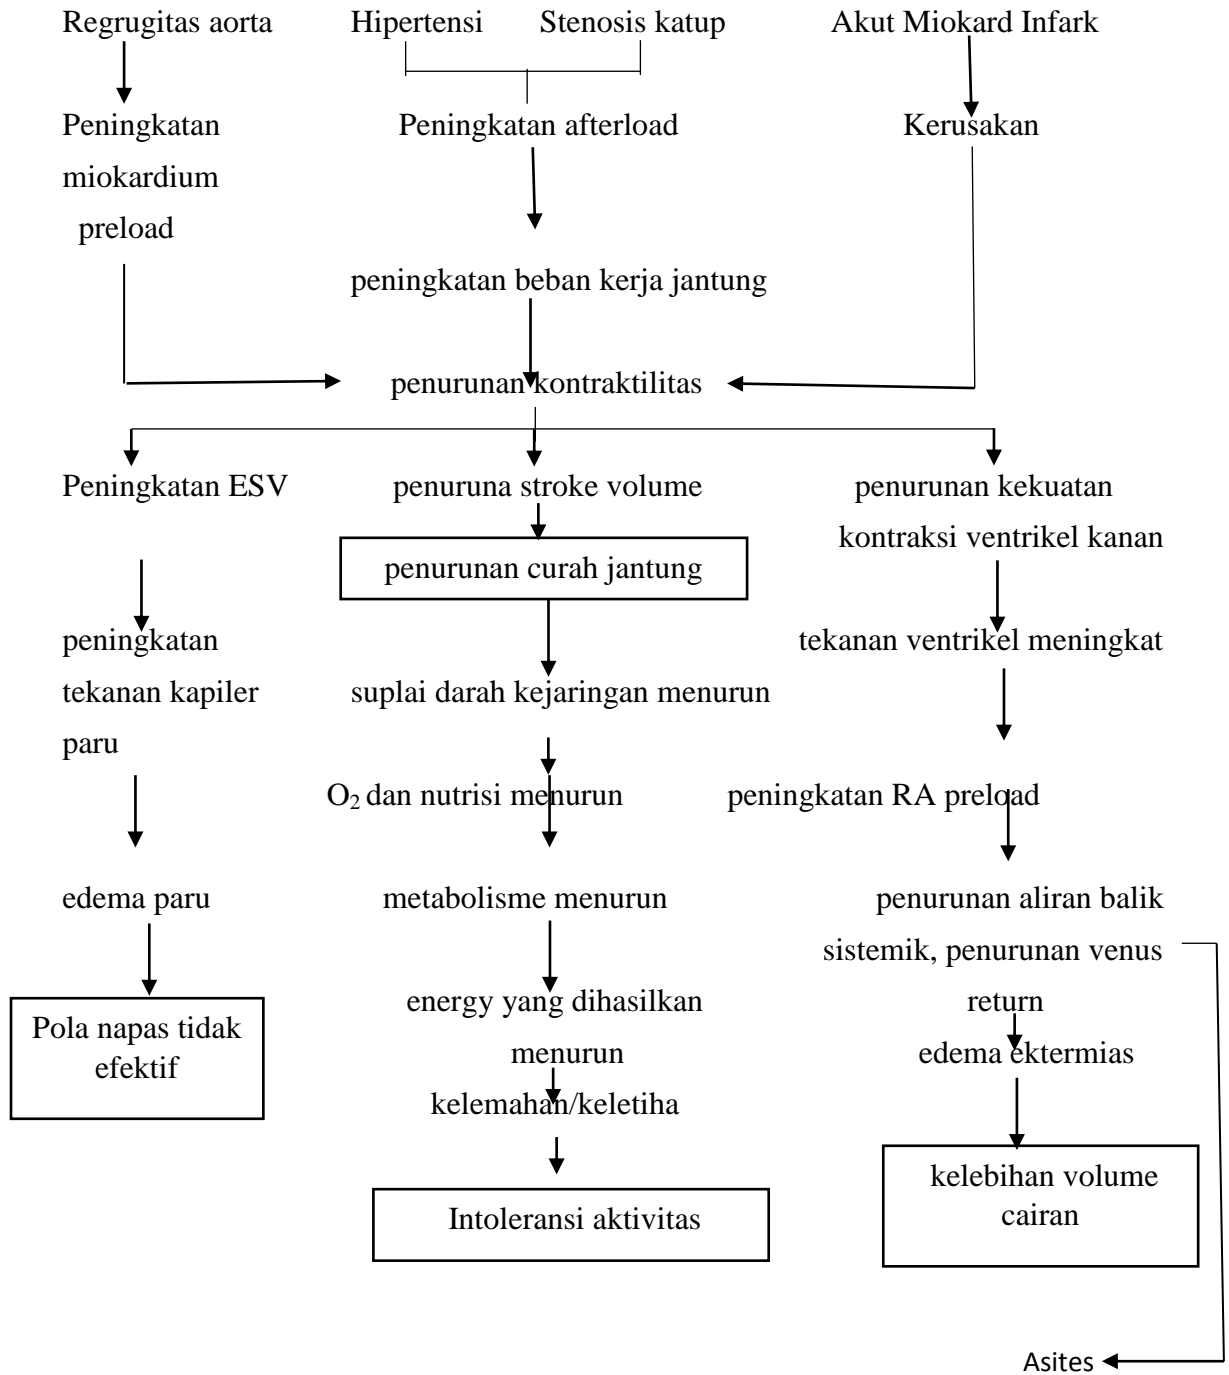 Regrugitas aorta
Hipertensi
Stenosis katup
Akut Miokard Infark
Peningkatan
miokardium
preload
Peningkatan afterload
Kerusakan
peningkatan beban kerja jantung
penurunan kontraktilitas
Peningkatan ESV
penuruna stroke volume
penurunan kekuatan
kontraksi ventrikel kanan
penurunan curah jantung
peningkatan
tekanan kapiler
paru
suplai darah kejaringan menurun
tekanan ventrikel meningkat
O₂ dan nutrisi menurun
peningkatan RA preload
edema paru
metabolisme menurun
penurunan aliran balik
sistemik, penurunan venus
return
Pola napas tidak
efektif
energy yang dihasilkan
menurun
edema ektermias
kelemahan/keletiha
Intoleransi aktivitas
kelebihan volume
cairan
Asites